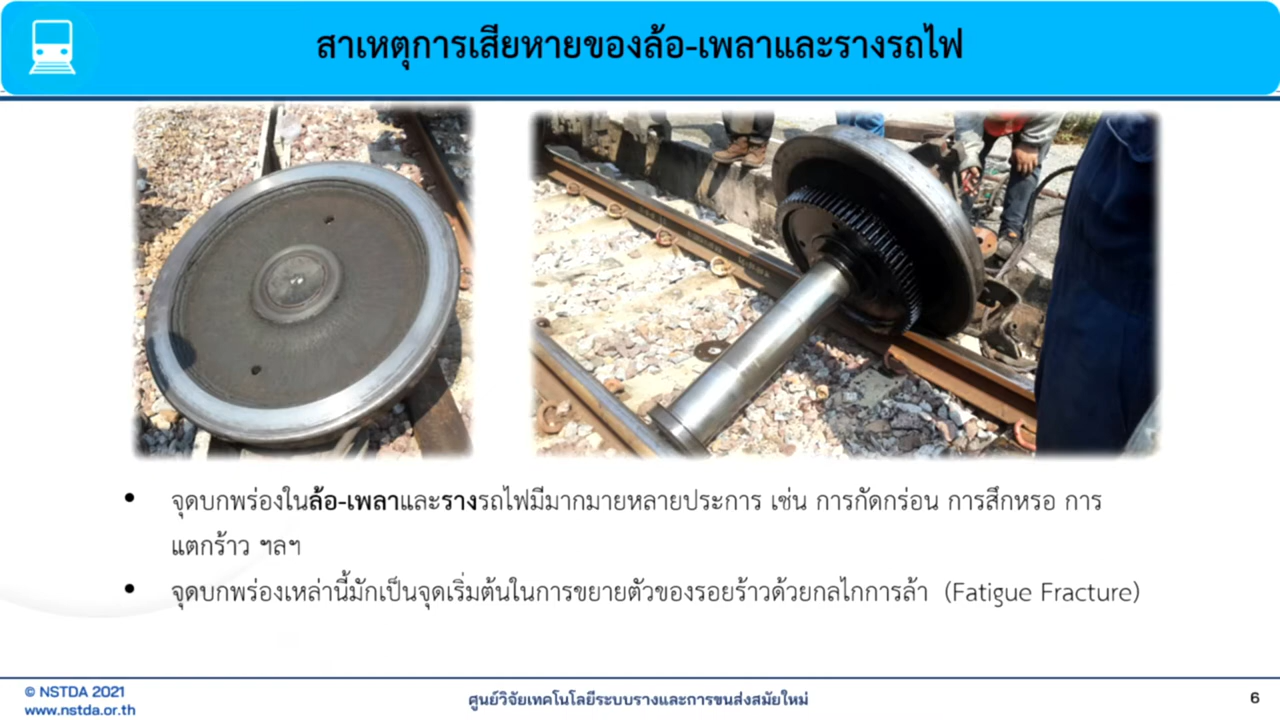 สาเหตุการเสียหายของล้อ-เพลาและรางรถไฟ
• จุดบกพร่องในล้อ-เพลาและรางรถไฟมีมากมายหลายประการ เช่น การกัดกร่อน การสึกหรอ การ
แตกร้าว ฯลฯ
• จุดบกพร่องเหล่านี้มักเป็นจุดเริ่มต้นในการขยายตัวของรอยร้าวด้วยกลไกการล้า (Fatigue Fracture)
© NSTDA 2021
www.nstda.or.th
ศูนย์วิจัยเทคโนโลยีระบบรางและการขนส่งสมัยใหม่
6